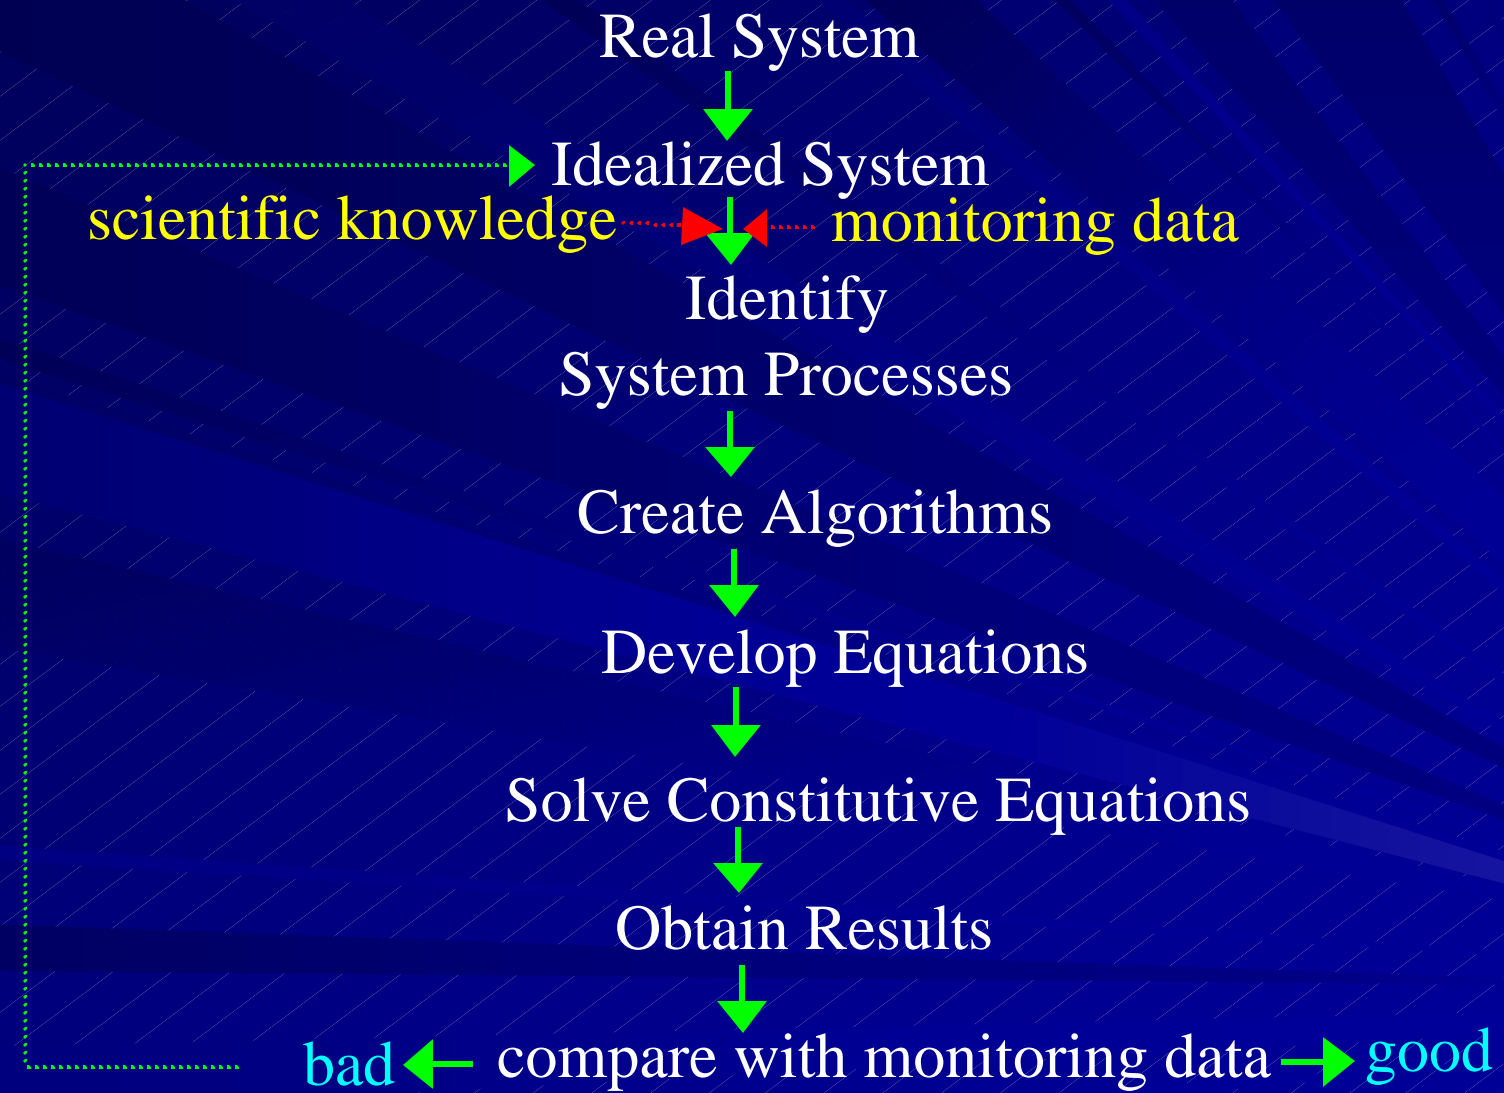 Real System
Idealized System
scientific knowledge
monitoring data
Identify
System Processes
Create Algorithms
Develop Equations
Solve Constitutive Equations
Obtain Results
bad
compare with monitoring data
good